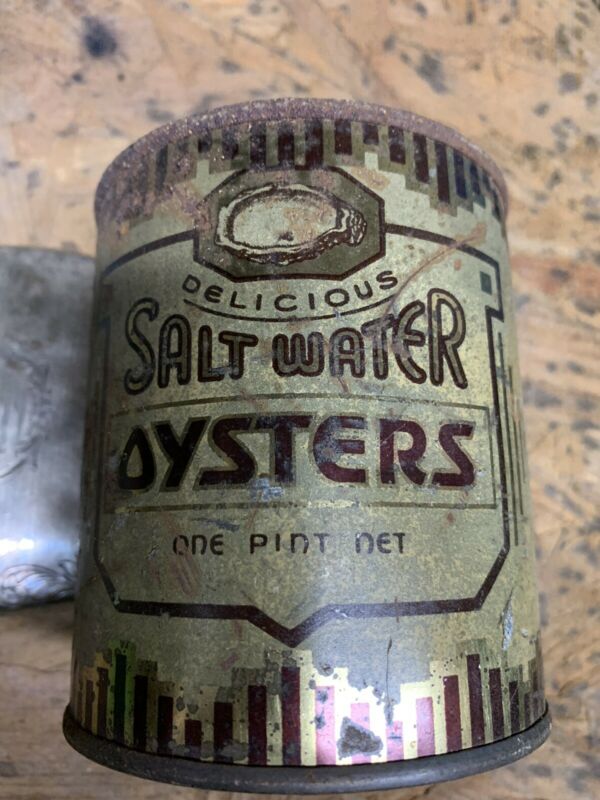 DELICIOUS
SALT WATER
OYSTERS
ONE PINT NET